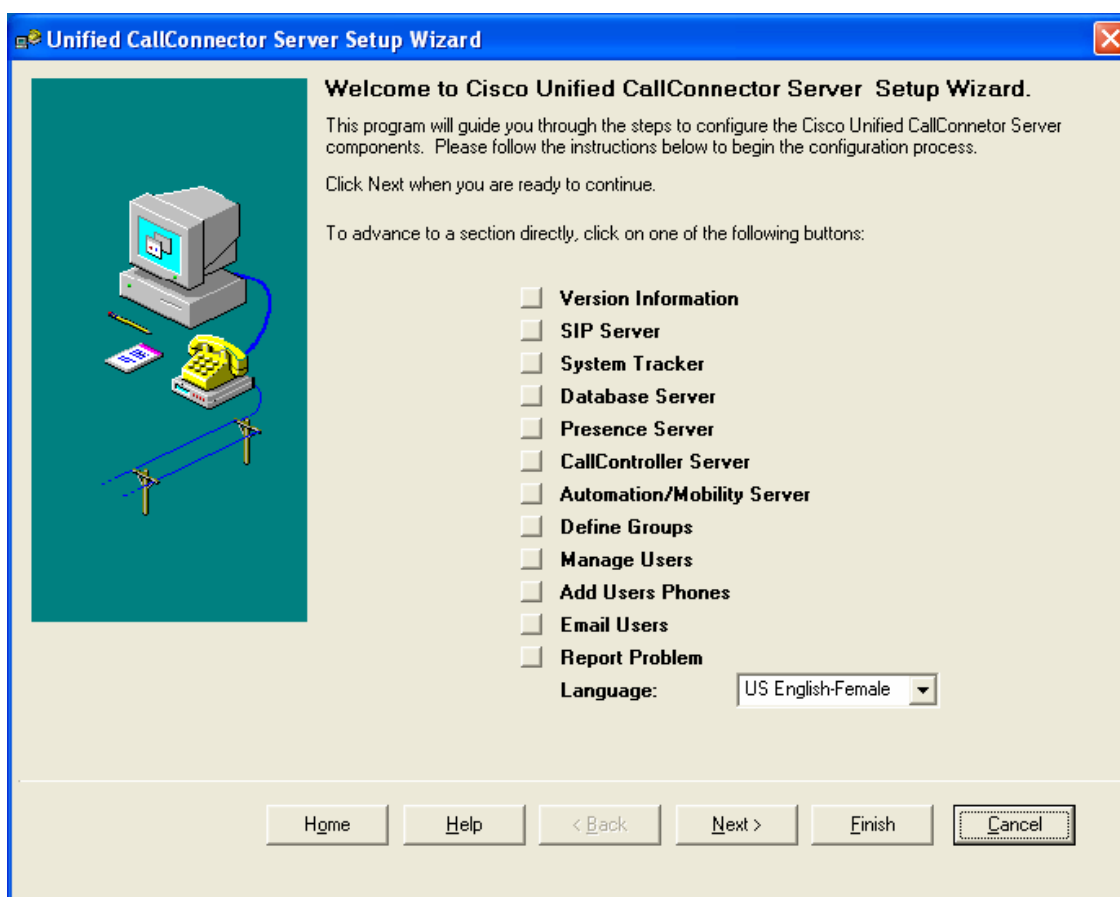 Unified CallConnector Server Setup Wizard
Welcome to Cisco Unified CallConnector Server Setup Wizard.
This program will guide you through the steps to configure the Cisco Unified CallConnetor Server
components. Please follow the instructions below to begin the configuration process.
Click Next when you are ready to continue.
To advance to a section directly, click on one of the following buttons:
Version Information
SIP Server
System Tracker
Database Server
Presence Server
CallController Server
Automation/Mobility Server
Define Groups
Manage Users
Add Users Phones
Email Users
Report Problem
Language: US English-Female
Home Help < Back Next > Finish Cancel